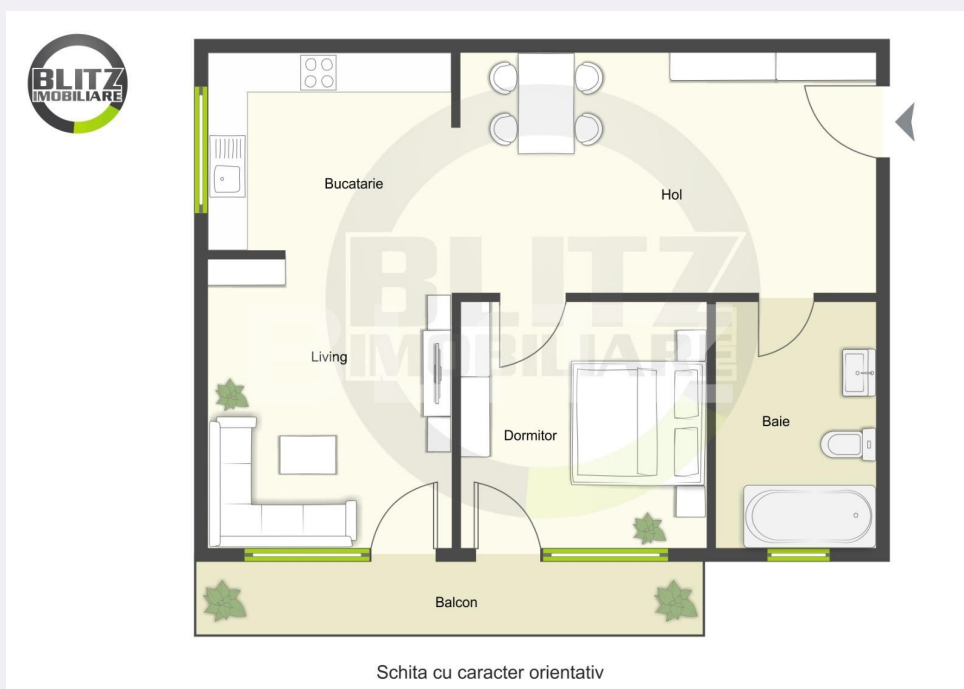 BLITZ
IMOBILIARE
Bucatarie
Hol
BLITZ
IMOBILIARE
Living
Dormitor
Baie
Balcon
Schita cu caracter orientativ